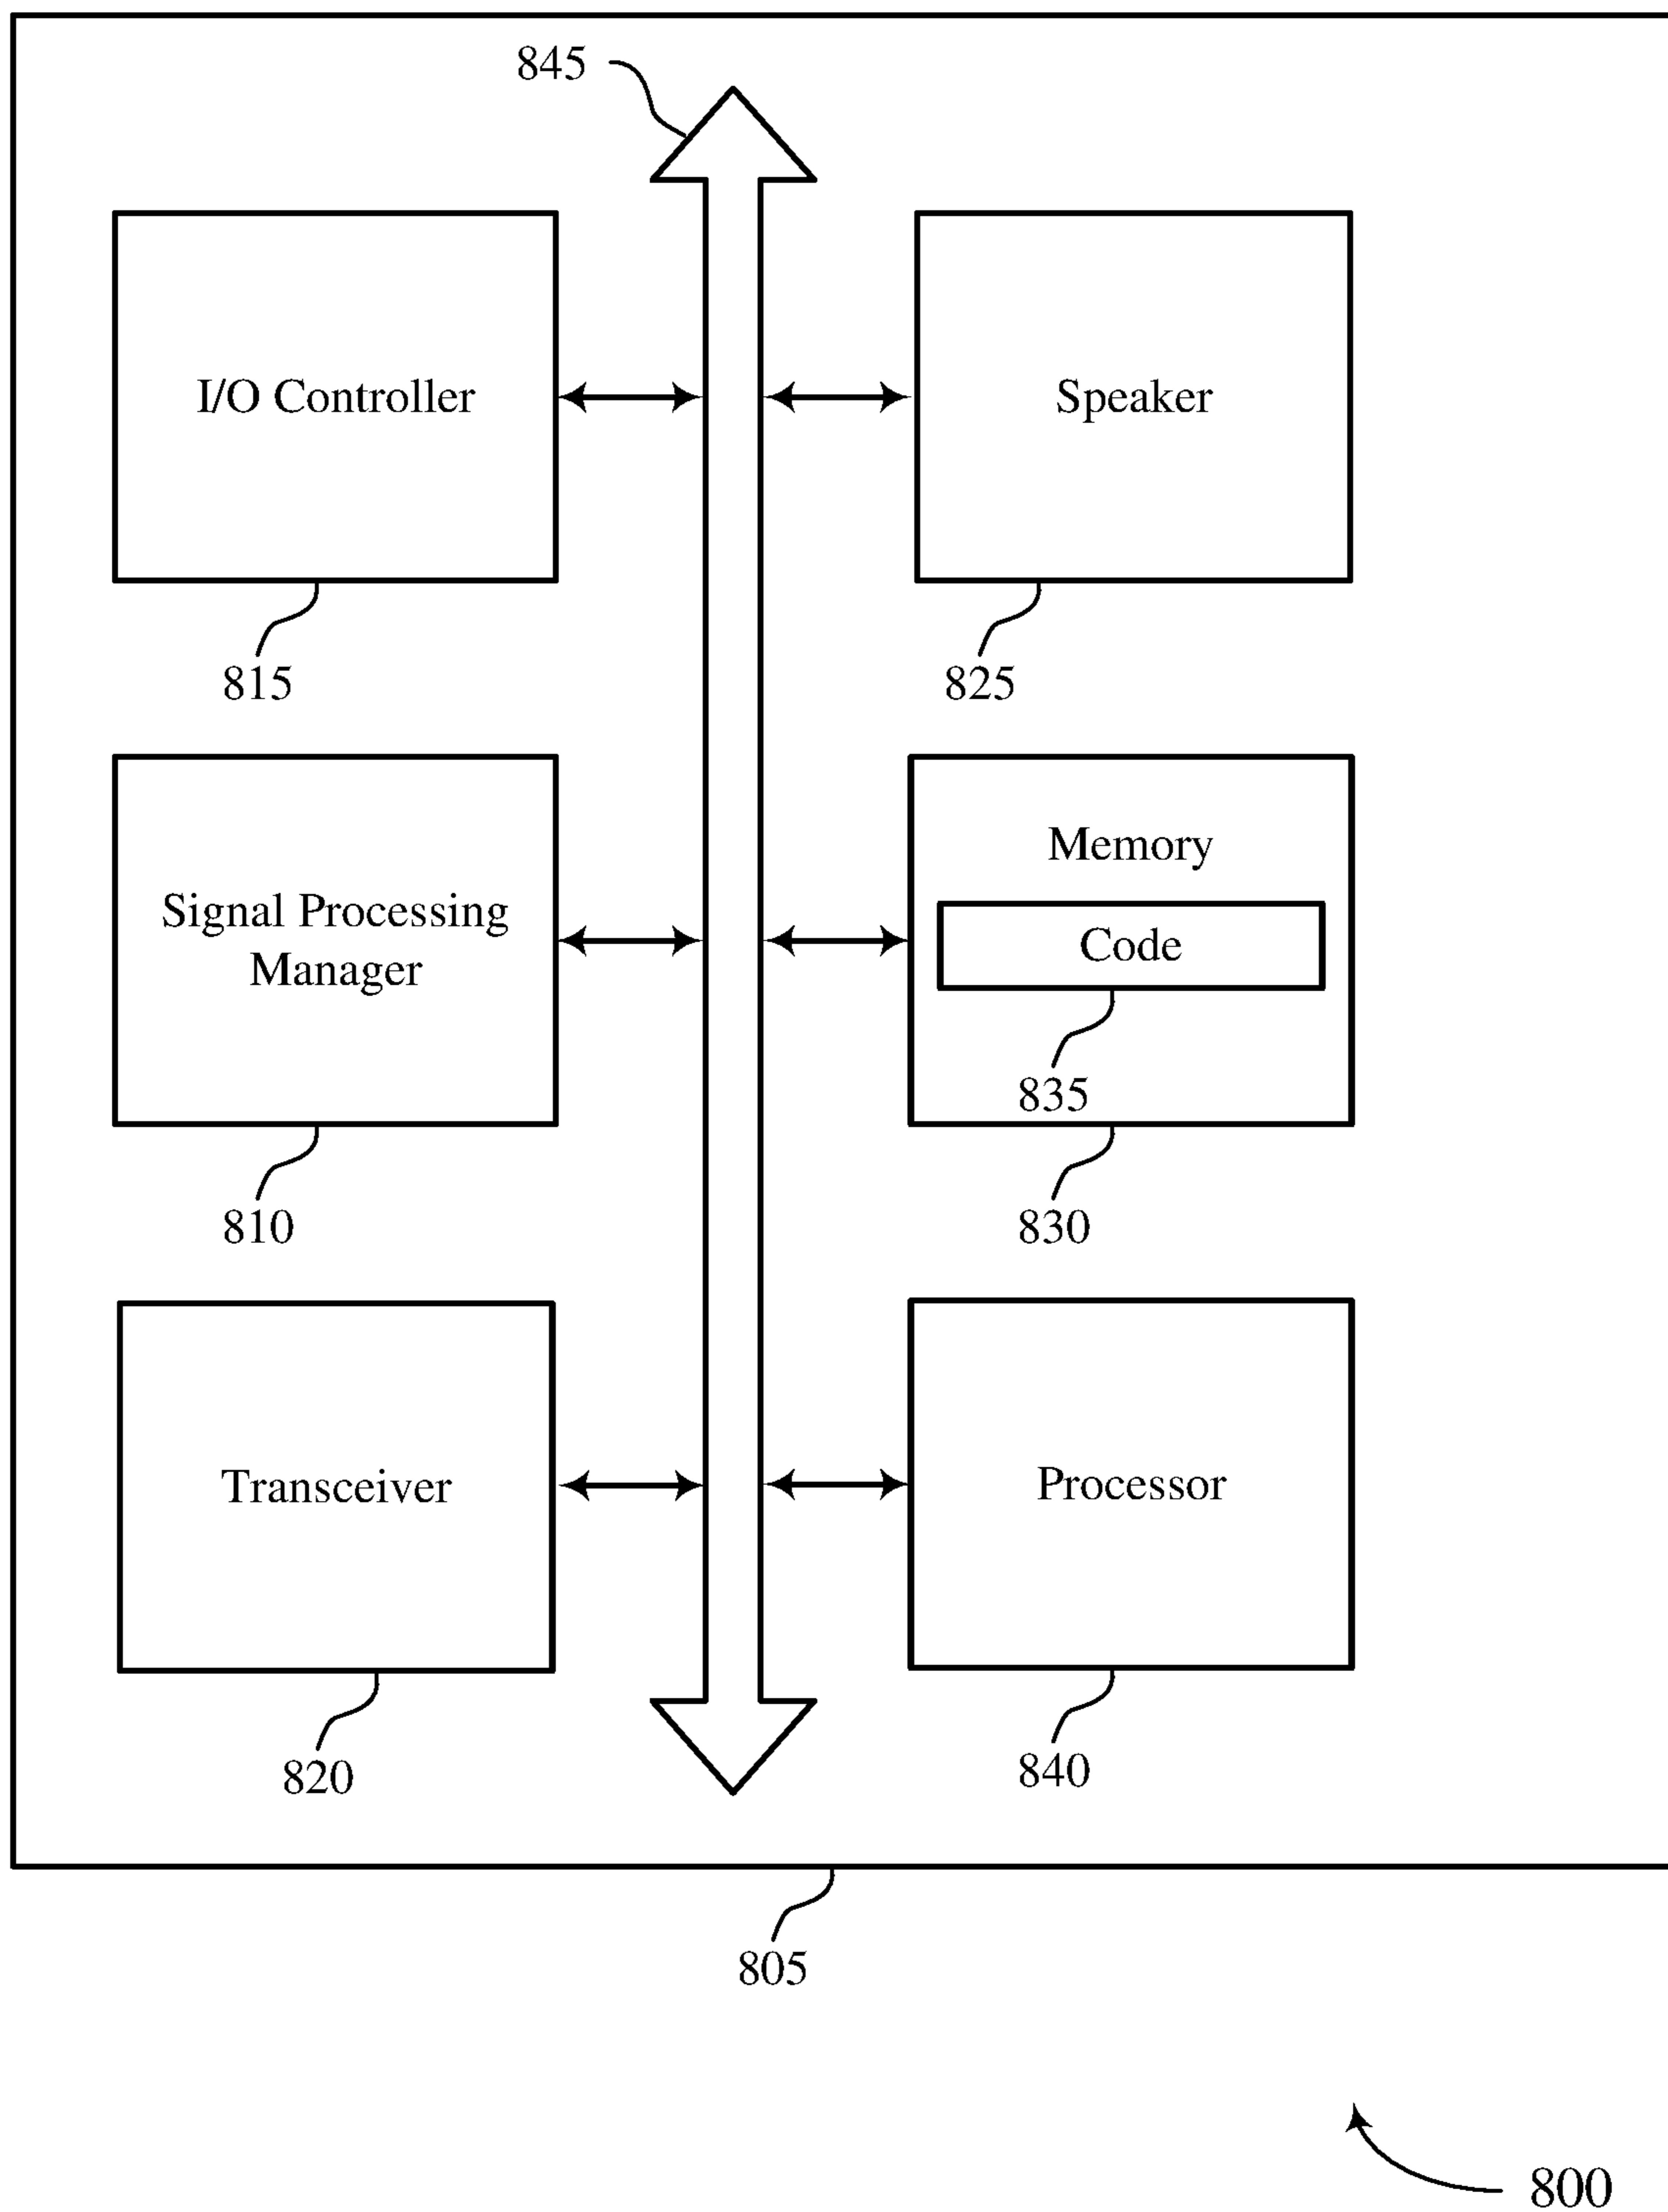 845
I/O Controller
Speaker
815
825
Signal Processing
Manager
Memory
Code
835
810
830
Transceiver
Processor
820
840
805
800